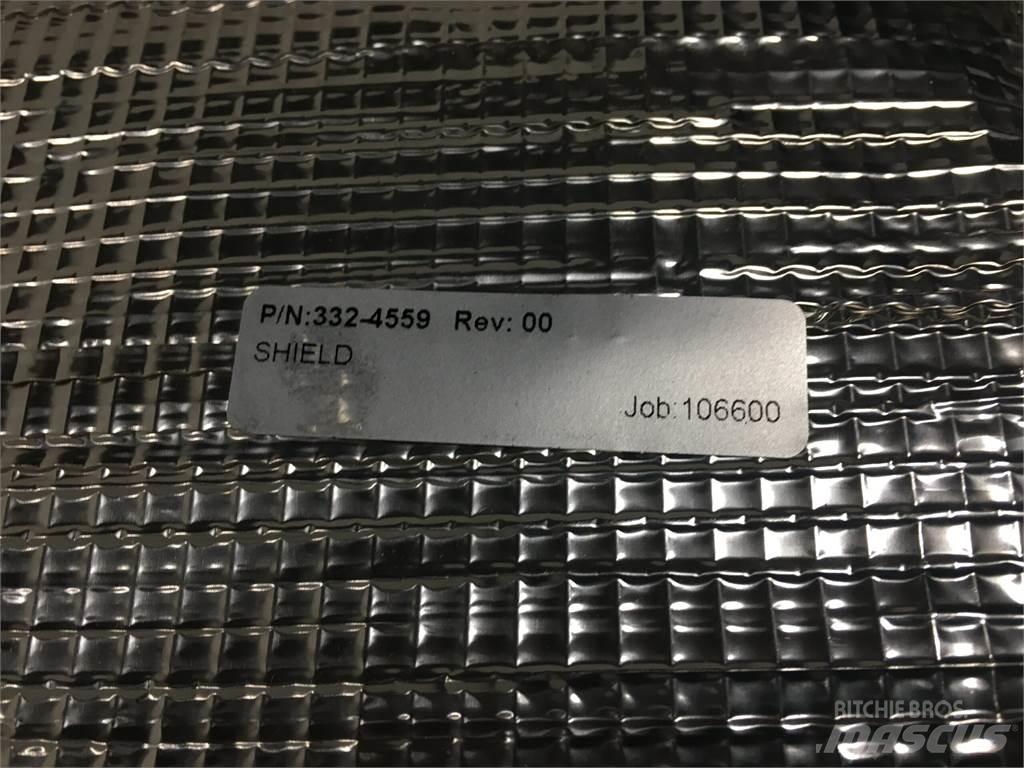 P/N:332-4559 Rev: 00
SHIELD
Job:106600
RITCHIE BROS.
MASCUS